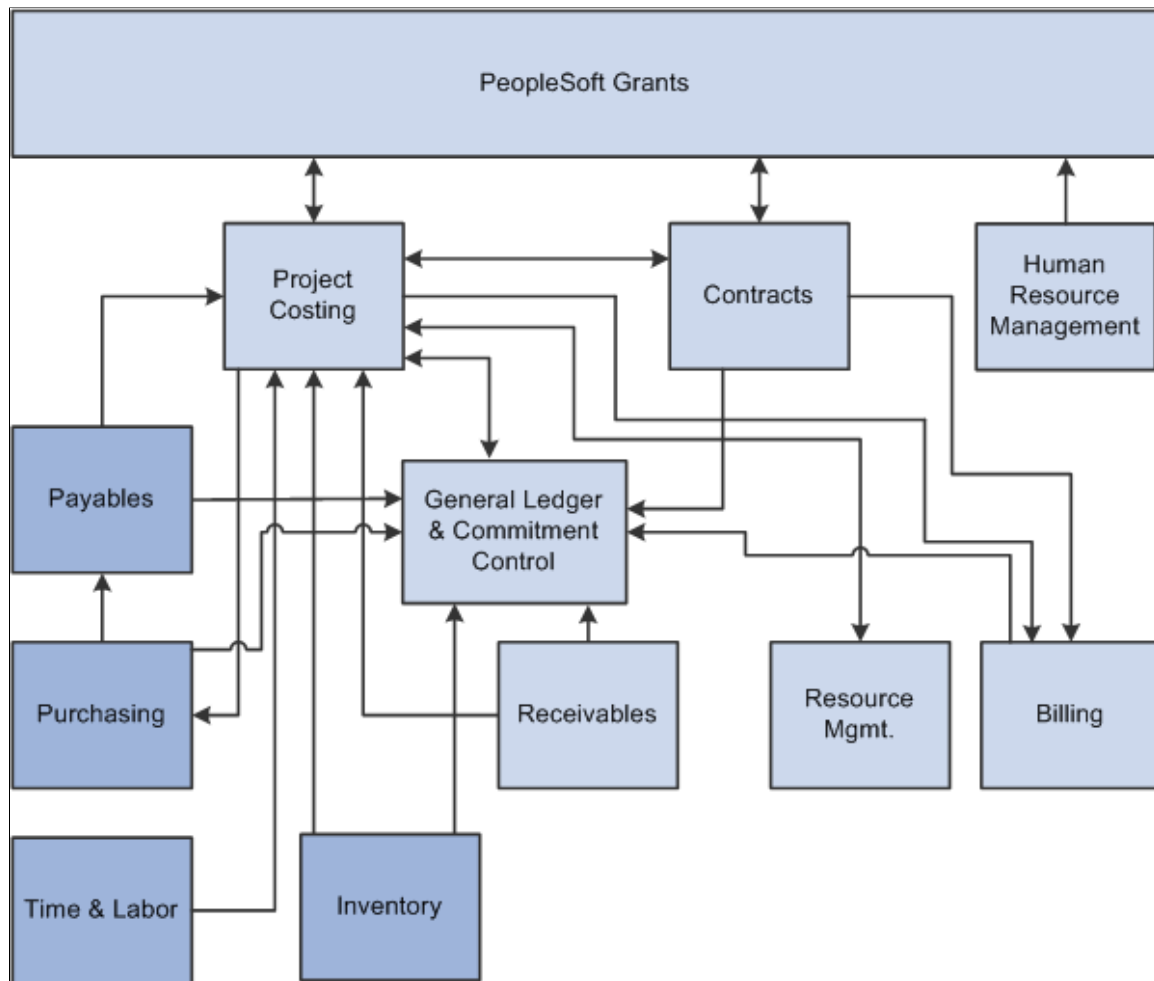 PeopleSoft Grants
Project
Costing
Contracts
Human
Resource
Management
Payables
General Ledger
& Commitment
Control
Purchasing
Receivables
Resource
Mgmt.
Billing
Time & Labor
Inventory